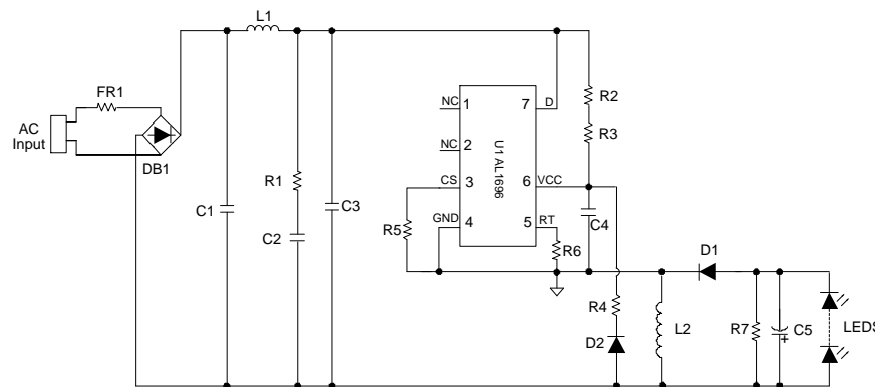 L1
FR1
AC
Input
DB1
C1
R1
C2
C3
NC 1
NC 2
CS 3
GND 4
U1 AL1696
7 D
6 VCC
5 RT
R2
R3
R5
R6
C4
R4
D2
L2
D1
R7
C5
+
LEDS